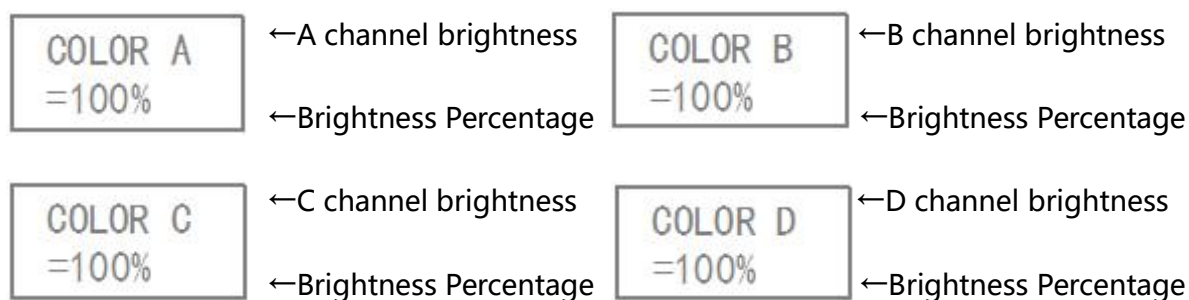 COLOR A ←A channel brightness
=100% ←Brightness Percentage
COLOR B ←B channel brightness
=100% ←Brightness Percentage
COLOR C ←C channel brightness
=100% ←Brightness Percentage
COLOR D ←D channel brightness
=100% ←Brightness Percentage